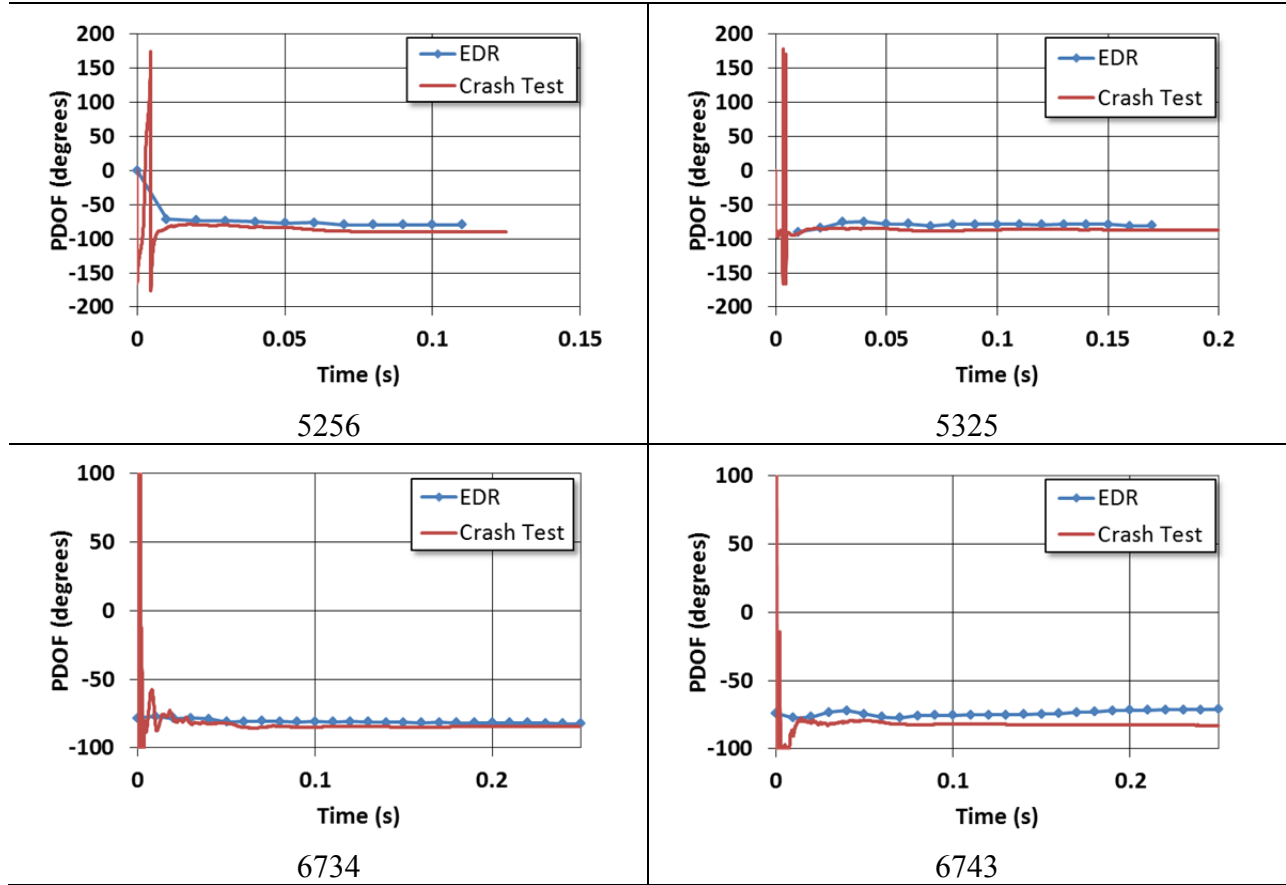 200
150
100
50
0
-50
-100
-150
-200
PDOF (degrees)
EDR
Crash Test
0 0.05 0.1 0.15
Time (s)
5256
200
150
100
50
0
-50
-100
-150
-200
PDOF (degrees)
EDR
Crash Test
0 0.05 0.1 0.15 0.2
Time (s)
5325
100
50
0
-50
-100
PDOF (degrees)
EDR
Crash Test
0 0.1 0.2
Time (s)
6734
100
50
0
-50
-100
PDOF (degrees)
EDR
Crash Test
0 0.1 0.2
Time (s)
6743